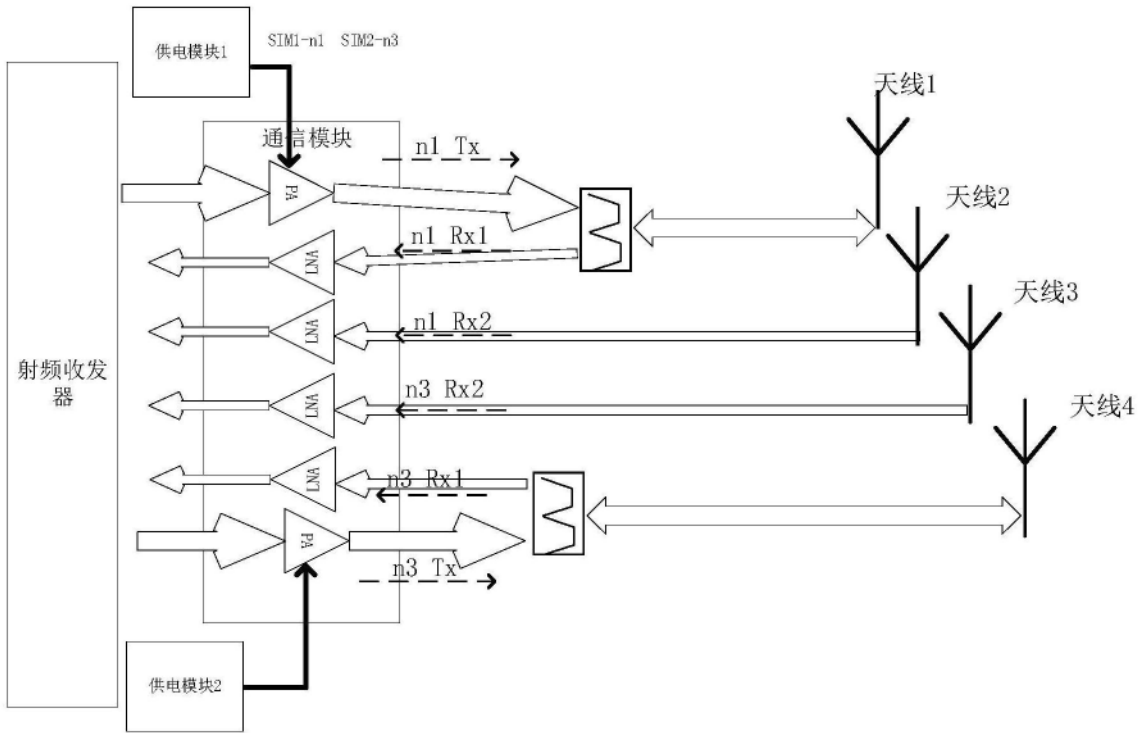 供电模块1
SIM1-n1 SIM2-n3
天线1
通信模块
n1 Tx
PA
天线2
n1 Rx1
LNA
天线3
n1 Rx2
LNA
射频收发
器
n3 Rx2
LNA
天线4
n3 Rx1
LNA
PA
n3 Tx
供电模块2